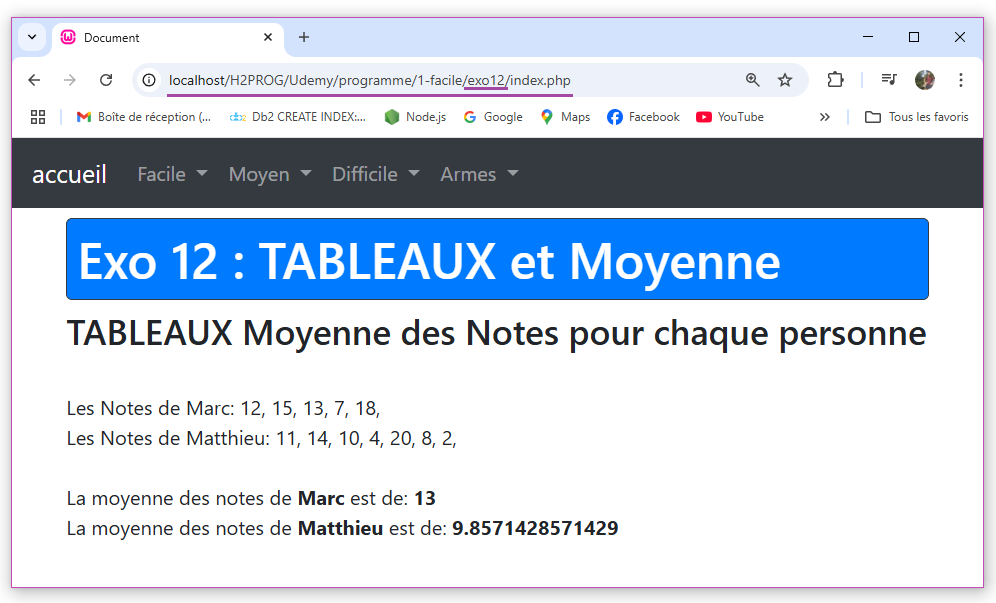 Document
localhost/H2PROG/Udemy/programme/1-facile/exo12/index.php
Boîte de réception (... Db2 CREATE INDEX:... Node.js Google Maps Facebook YouTube » Tous les favoris
accueil Facile Moyen Difficile Armes
Exo 12 : TABLEAUX et Moyenne
TABLEAUX Moyenne des Notes pour chaque personne
Les Notes de Marc: 12, 15, 13, 7, 18,
Les Notes de Matthieu: 11, 14, 10, 4, 20, 8, 2,
La moyenne des notes de Marc est de: 13
La moyenne des notes de Matthieu est de: 9.8571428571429